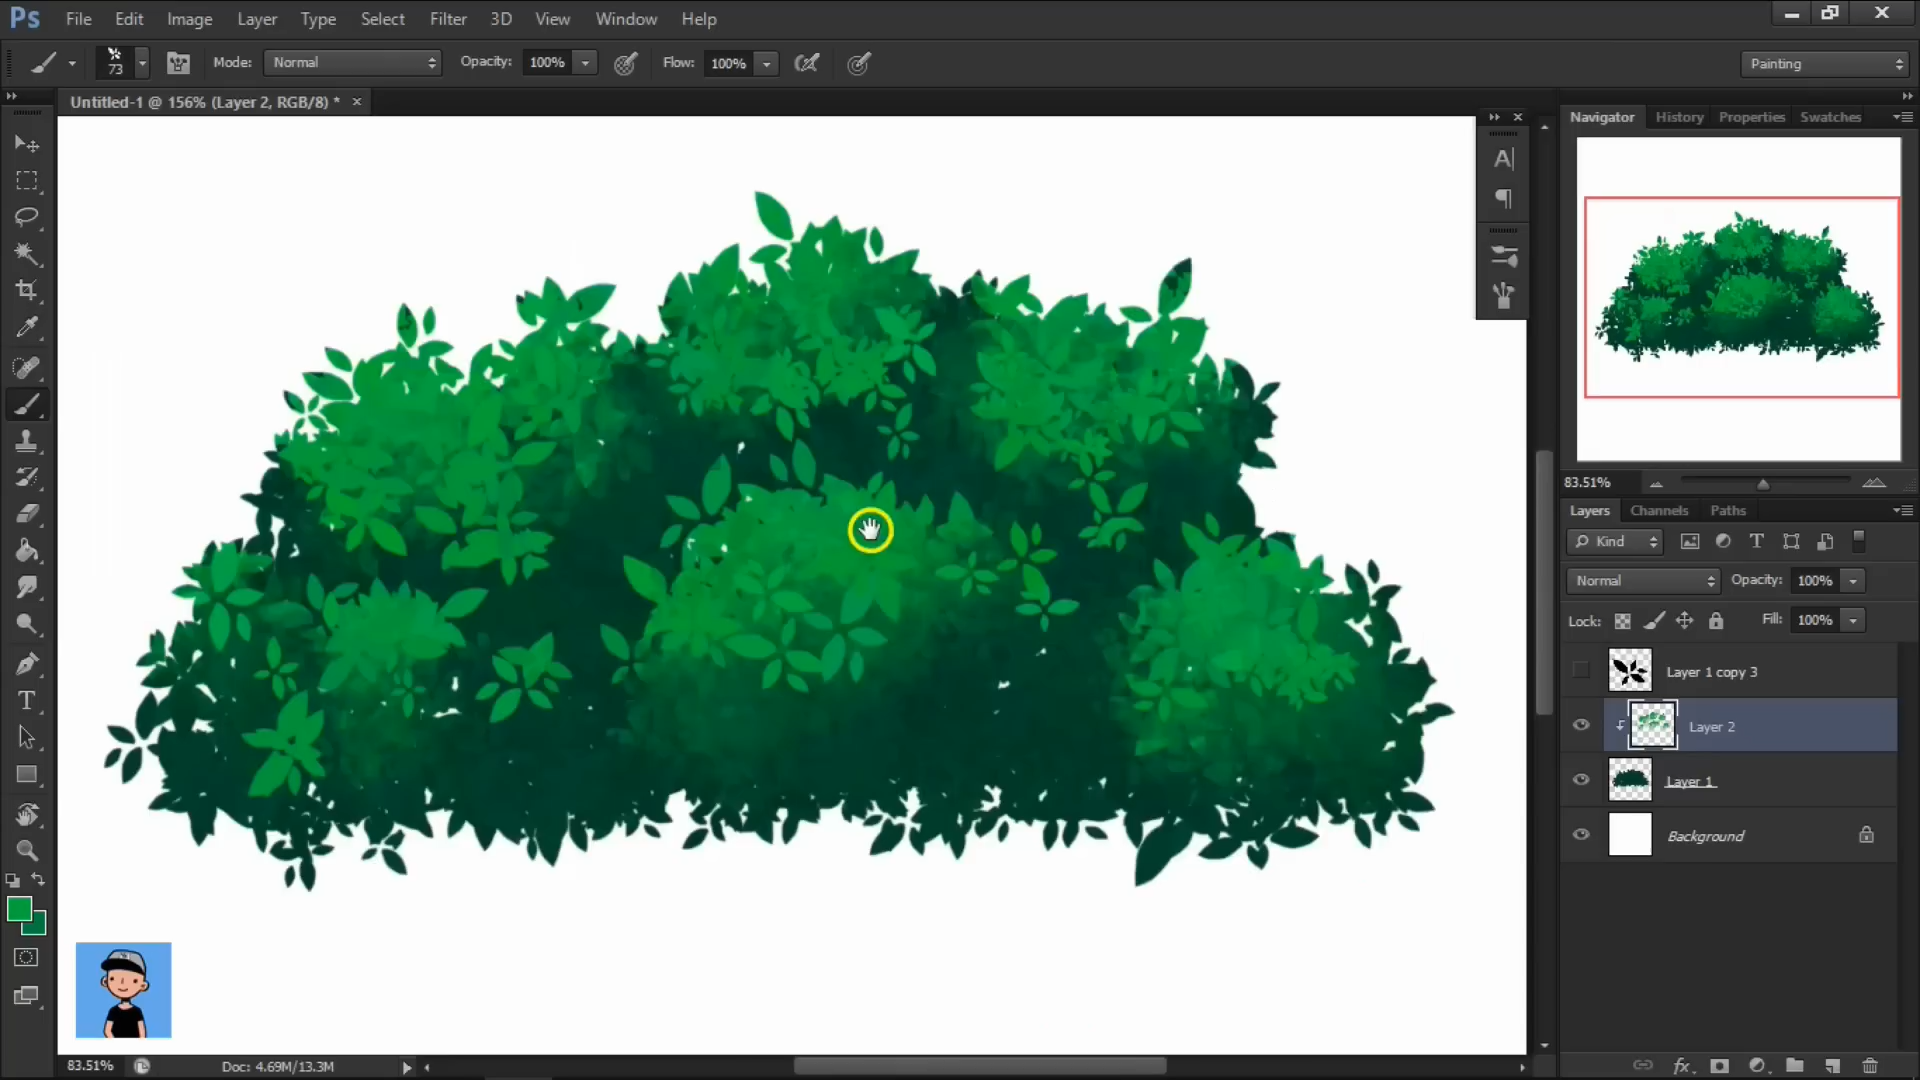 Ps File Edit Image Layer Type Select Filter 3D View Window Help
73 Mode: Normal Opacity: 100% Flow: 100% Painting
Untitled-1 @ 156% (Layer 2, RGB/8) *
Navigator History Properties Swatches
83.51%
Layers Channels Paths
Kind
Normal Opacity: 100%
Lock: Fill: 100%
Layer 1 copy 3
Layer 2
Layer 1
Background
83.51% Doc: 4.69M/13.3M